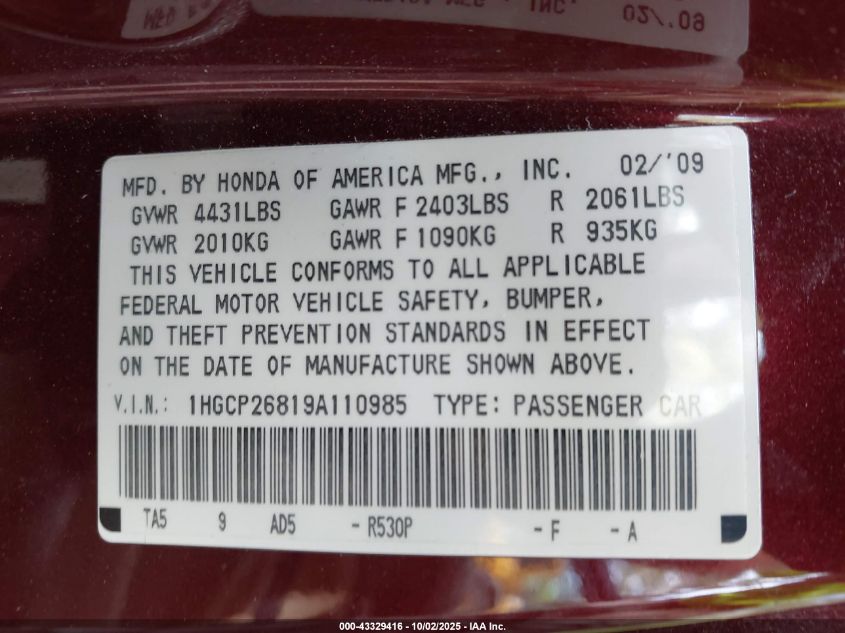 MFD. BY HONDA OF AMERICA MFG., INC. 02/'09
GVWR 4431LBS GAWR F 2403LBS R 2061LBS
GVWR 2010KG GAWR F 1090KG R 935KG
THIS VEHICLE CONFORMS TO ALL APPLICABLE
FEDERAL MOTOR VEHICLE SAFETY, BUMPER,
AND THEFT PREVENTION STANDARDS IN EFFECT
ON THE DATE OF MANUFACTURE SHOWN ABOVE.
V.I.N.: 1HGCP26819A110985 TYPE: PASSENGER CAR
TA5 9 AD5 - R530P - F - A
000-43329416 - 10/02/2025 - IAA Inc.